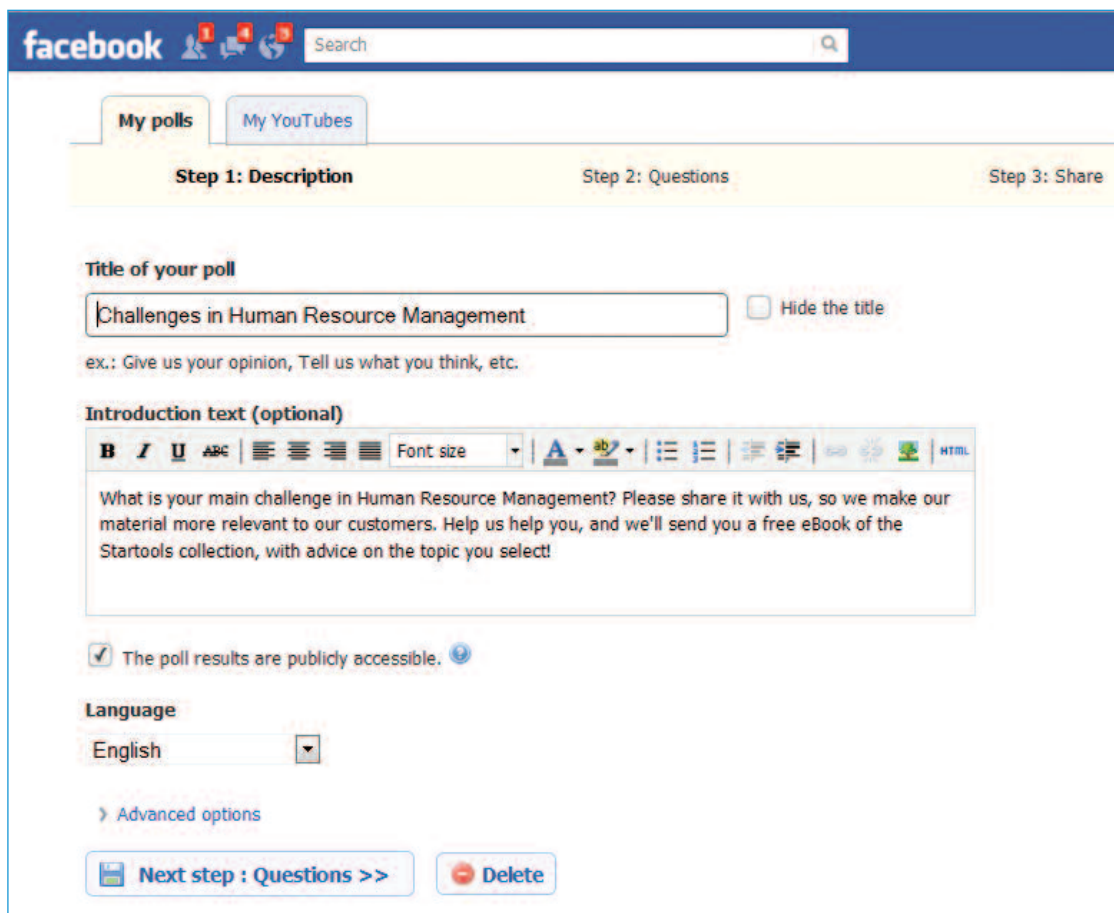 facebook 1 4 3 Search
My polls My YouTubes
Step 1: Description Step 2: Questions Step 3: Share
Title of your poll
Challenges in Human Resource Management Hide the title
ex.: Give us your opinion, Tell us what you think, etc.
Introduction text (optional)
B I U ABC Font size A ab HTML
What is your main challenge in Human Resource Management? Please share it with us, so we make our
material more relevant to our customers. Help us help you, and we'll send you a free eBook of the
Startools collection, with advice on the topic you select!
The poll results are publicly accessible. ?
Language
English
Advanced options
Next step : Questions >> Delete